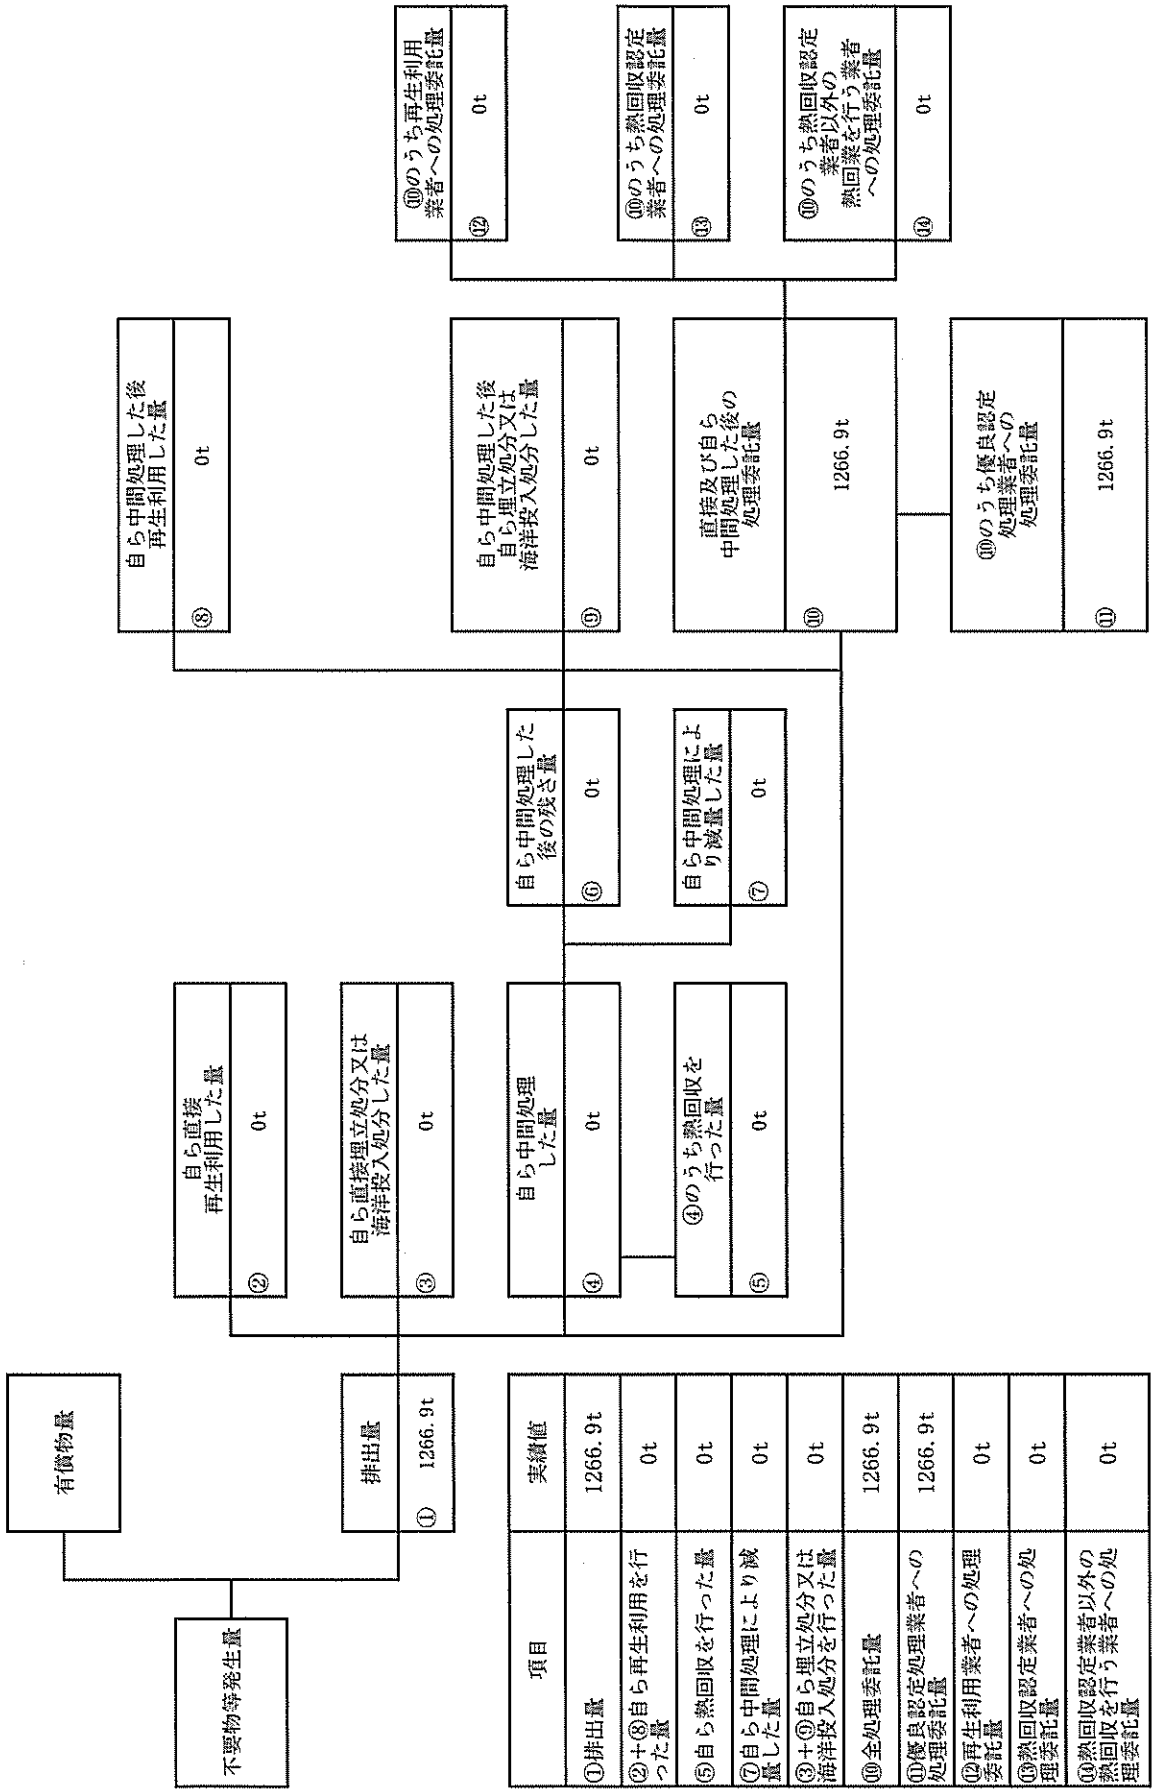 不要物等発生量
有償物量
排出量
① 1266.9t
自ら直接
再生利用した量
② 0t
自ら直接埋立処分又は
海洋投入処分した量
③ 0t
自ら中間処理
した量
④ 0t
④のうち熱回収を
行った量
⑤ 0t
自ら中間処理した
後の残さ量
⑥ 0t
自ら中間処理によ
り減量した量
⑦ 0t
自ら中間処理した後
再生利用した量
⑧ 0t
自ら中間処理した後
自ら埋立処分又は
海洋投入処分した量
⑨ 0t
直接及び自ら
中間処理した後の
処理委託量
⑩ 1266.9t
⑩のうち優良認定
処理業者への
処理委託量
⑪ 1266.9t
⑩のうち再生利用
業者への処理委託量
⑫ 0t
⑩のうち熱回収認定
業者への処理委託量
⑬ 0t
⑩のうち熱回収認定
業者以外の
熱回業を行う業者
への処理委託量
⑭ 0t
項目 実績値
①排出量 1266.9t
②+⑧自ら再生利用を行
った量 0t
⑤自ら熱回収を行った量 0t
⑦自ら中間処理により減
量した量 0t
③+⑨自ら埋立処分又は
海洋投入処分を行った量 0t
⑩全処理委託量 1266.9t
⑪優良認定処理業者への
処理委託量 1266.9t
⑫再生利用業者への処理
委託量 0t
⑬熱回収認定業者への処
理委託量 0t
⑭熱回収認定業者以外の
熱回収を行う業者への処
理委託量 0t